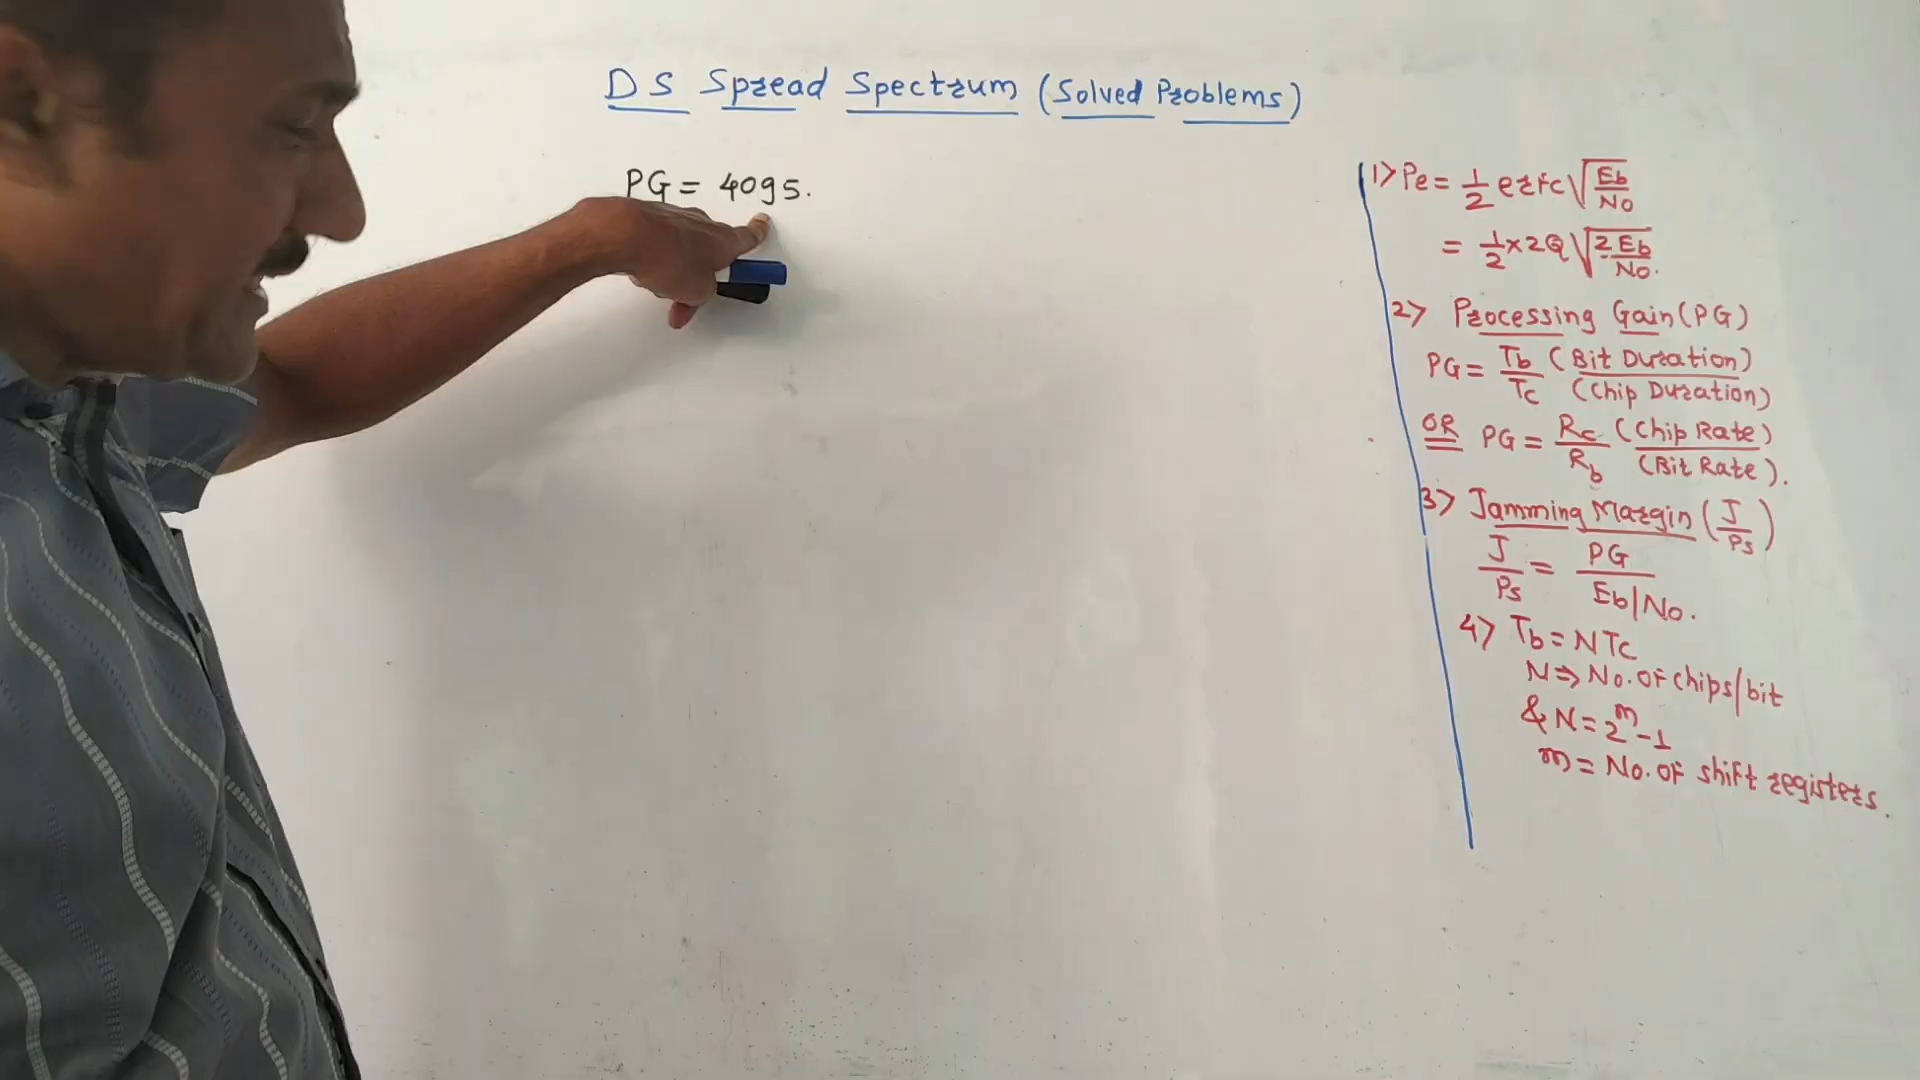 DS Spread Spectrum (Solved Problems)
PG = 4095.
1> Pe = 1/2 erfc √(Eb/No)
= 1/2 × 2Q √(2Eb/No).
2> Processing Gain (PG)
PG = Tb/Tc (Bit Duration)/(Chip Duration)
OR PG = Rc/Rb (Chip Rate)/(Bit Rate).
3> Jamming Margin (J/Ps)
J/Ps = PG/(Eb/No).
4> Tb = NTc
N ⇒ No. of chips/bit
& N = 2^m - 1
m = No. of shift registers.